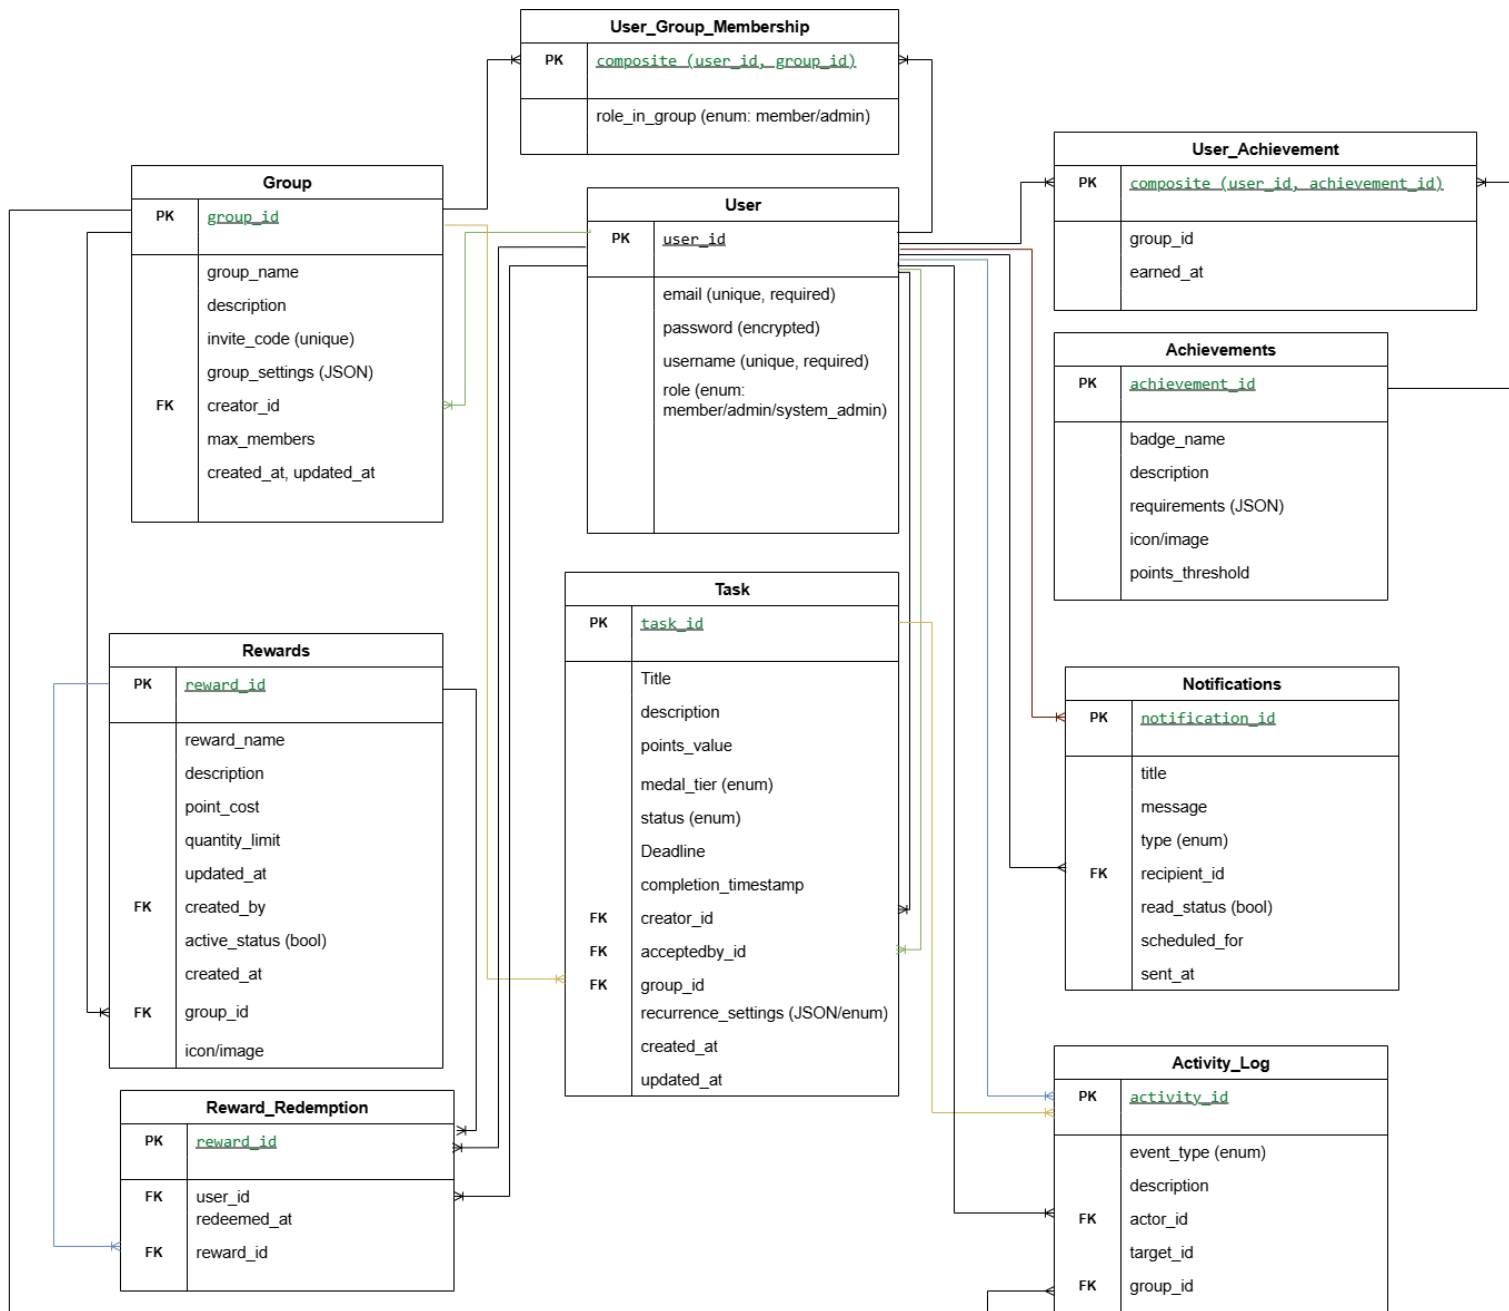 User_Group_Membership
PK composite (user_id, group_id)
role_in_group (enum: member/admin)
Group
PK group_id
group_name
description
invite_code (unique)
group_settings (JSON)
FK creator_id
max_members
created_at, updated_at
User
PK user_id
email (unique, required)
password (encrypted)
username (unique, required)
role (enum:
member/admin/system_admin)
User_Achievement
PK composite (user_id, achievement_id)
group_id
earned_at
Achievements
PK achievement_id
badge_name
description
requirements (JSON)
icon/image
points_threshold
Task
PK task_id
Title
description
points_value
medal_tier (enum)
status (enum)
Deadline
completion_timestamp
FK creator_id
FK acceptedby_id
FK group_id
recurrence_settings (JSON/enum)
created_at
updated_at
Rewards
PK reward_id
reward_name
description
point_cost
quantity_limit
updated_at
FK created_by
active_status (bool)
created_at
FK group_id
icon/image
Notifications
PK notification_id
title
message
type (enum)
FK recipient_id
read_status (bool)
scheduled_for
sent_at
Reward_Redemption
PK reward_id
FK user_id
redeemed_at
FK reward_id
Activity_Log
PK activity_id
event_type (enum)
description
FK actor_id
target_id
FK group_id